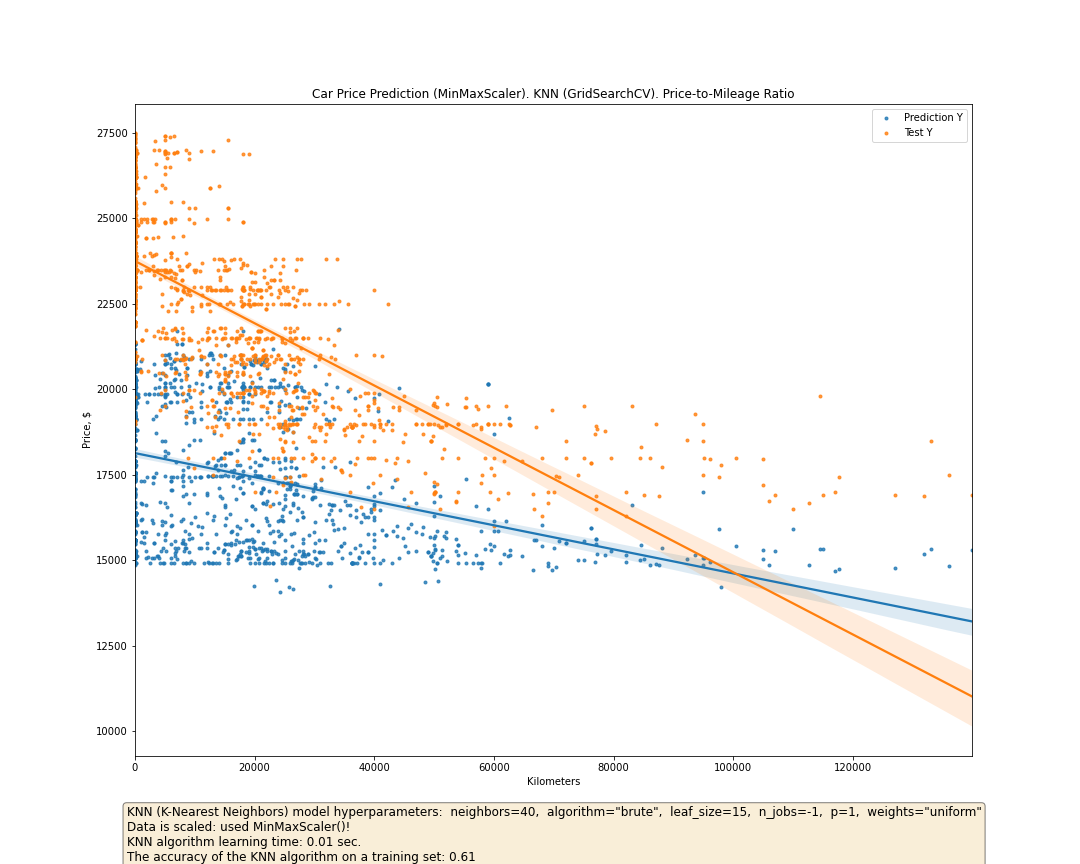 Car Price Prediction (MinMaxScaler). KNN (GridSearchCV). Price-to-Mileage Ratio
Prediction Y
Test Y
27500
25000
22500
20000
17500
15000
12500
10000
Price, $
0 20000 40000 60000 80000 100000 120000
Kilometers
KNN (K-Nearest Neighbors) model hyperparameters: neighbors=40, algorithm="brute", leaf_size=15, n_jobs=-1, p=1, weights="uniform"
Data is scaled: used MinMaxScaler()!
KNN algorithm learning time: 0.01 sec.
The accuracy of the KNN algorithm on a training set: 0.61